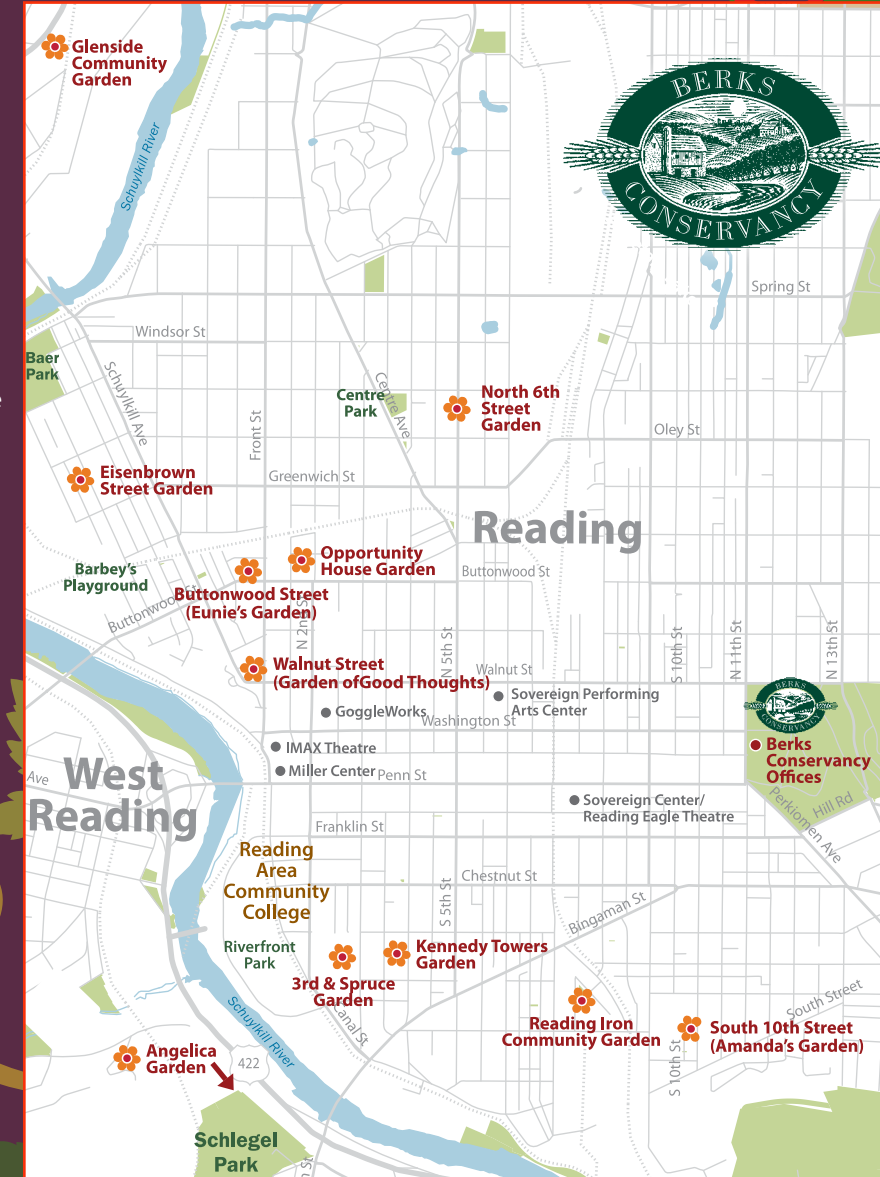 Glenside
Community
Garden
BERKS
CONSERVANCY
Schuylkill River
Spring St
Windsor St
Baer
Park
Schuylkill Ave
Centre
Park
Centre Ave
North 6th
Street
Garden
Front St
Oley St
Eisenbrown
Street Garden
Greenwich St
Reading
Opportunity
House Garden
Barbey's
Playground
Buttonwood St
Buttonwood St
Buttonwood Street
(Eunie's Garden)
N 2nd St
N 5th St
S 10th St
N 11th St
N 13th St
Walnut Street
(Garden ofGood Thoughts)
Walnut St
Sovereign Performing
Arts Center
GoggleWorks
Washington St
BERKS
CONSERVANCY
IMAX Theatre
Berks
Conservancy
Offices
Miller Center
Penn St
Ave
West
Reading
Sovereign Center/
Reading Eagle Theatre
Hill Rd
Perkiomen Ave
Franklin St
Reading
Area
Community
College
Chestnut St
S 5th St
Bingaman St
Riverfront
Park
Kennedy Towers
Garden
3rd & Spruce
Garden
Canal St
Schuylkill River
Reading Iron
Community Garden
South Street
South 10th Street
(Amanda's Garden)
S 10th St
Angelica
Garden
422
Schlegel
Park